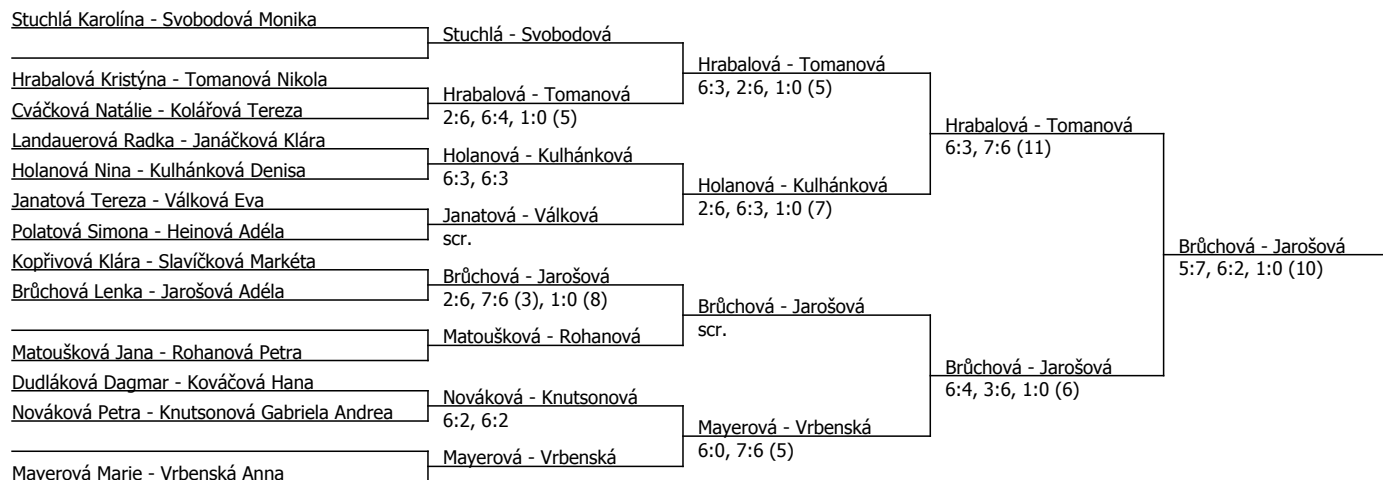 Stuchlá Karolína - Svobodová Monika
Hrabalová Kristýna - Tomanová Nikola
Cváčková Natálie - Kolářová Tereza
Landauerová Radka - Janáčková Klára
Holanová Nina - Kulhánková Denisa
Janatová Tereza - Válková Eva
Polatová Simona - Heinová Adéla
Kopřivová Klára - Slavíčková Markéta
Brůchová Lenka - Jarošová Adéla
Matoušková Jana - Rohanová Petra
Dudláková Dagmar - Kováčová Hana
Nováková Petra - Knutsonová Gabriela Andrea
Mayerová Marie - Vrbenská Anna
Stuchlá - Svobodová
Hrabalová - Tomanová
2:6, 6:4, 1:0 (5)
Holanová - Kulhánková
6:3, 6:3
Janatová - Válková
scr.
Brůchová - Jarošová
2:6, 7:6 (3), 1:0 (8)
Matoušková - Rohanová
Nováková - Knutsonová
6:2, 6:2
Mayerová - Vrbenská
Hrabalová - Tomanová
6:3, 2:6, 1:0 (5)
Holanová - Kulhánková
2:6, 6:3, 1:0 (7)
Brůchová - Jarošová
scr.
Mayerová - Vrbenská
6:0, 7:6 (5)
Hrabalová - Tomanová
6:3, 7:6 (11)
Brůchová - Jarošová
6:4, 3:6, 1:0 (6)
Brůchová - Jarošová
5:7, 6:2, 1:0 (10)